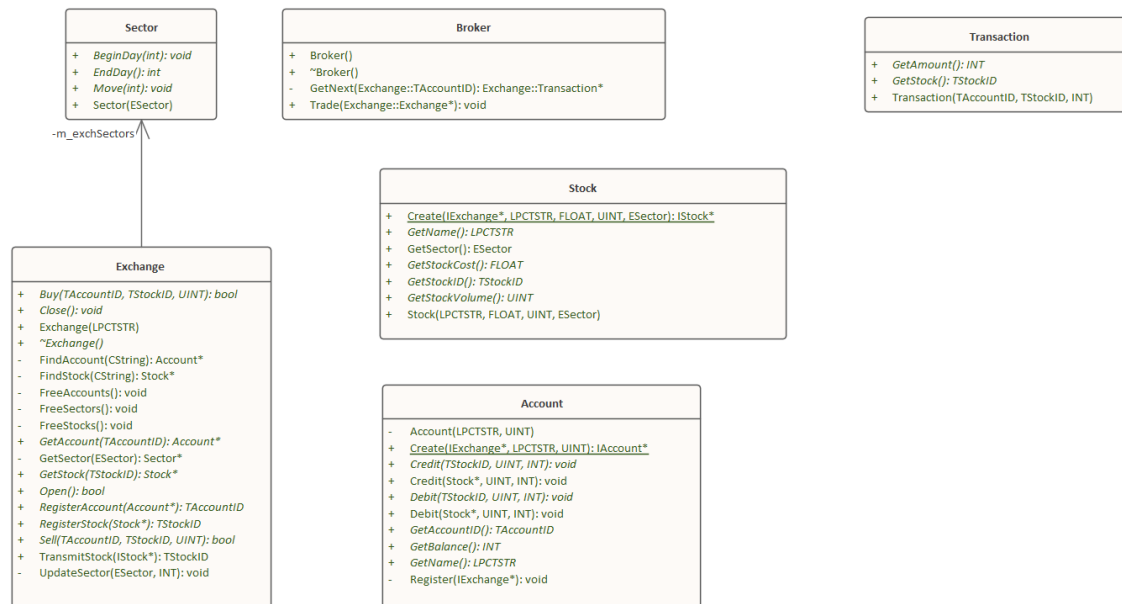 Sector
+ BeginDay(int): void
+ EndDay(): int
+ Move(int): void
+ Sector(ESector)
Broker
+ Broker()
+ ~Broker()
- GetNext(Exchange::TAccountID): Exchange::Transaction*
+ Trade(Exchange::Exchange*): void
Transaction
+ GetAmount(): INT
+ GetStock(): TStockID
+ Transaction(TAccountID, TStockID, INT)
-m_exchSectors
Stock
+ Create(IExchange*, LPCTSTR, FLOAT, UINT, ESector): IStock*
+ GetName(): LPCTSTR
+ GetSector(): ESector
+ GetStockCost(): FLOAT
+ GetStockID(): TStockID
+ GetStockVolume(): UINT
+ Stock(LPCTSTR, FLOAT, UINT, ESector)
Exchange
+ Buy(TAccountID, TStockID, UINT): bool
+ Close(): void
+ Exchange(LPCTSTR)
+ ~Exchange()
- FindAccount(CString): Account*
- FindStock(CString): Stock*
- FreeAccounts(): void
- FreeSectors(): void
- FreeStocks(): void
+ GetAccount(TAccountID): Account*
- GetSector(ESector): Sector*
+ GetStock(TStockID): Stock*
+ Open(): bool
+ RegisterAccount(Account*): TAccountID
+ RegisterStock(Stock*): TStockID
+ Sell(TAccountID, TStockID, UINT): bool
+ TransmitStock(IStock*): TStockID
- UpdateSector(ESector, INT): void
Account
- Account(LPCTSTR, UINT)
+ Create(IExchange*, LPCTSTR, UINT): IAccount*
+ Credit(TStockID, UINT, INT): void
+ Credit(Stock*, UINT, INT): void
+ Debit(TStockID, UINT, INT): void
+ Debit(Stock*, UINT, INT): void
+ GetAccountID(): TAccountID
+ GetBalance(): INT
+ GetName(): LPCTSTR
- Register(IExchange*): void